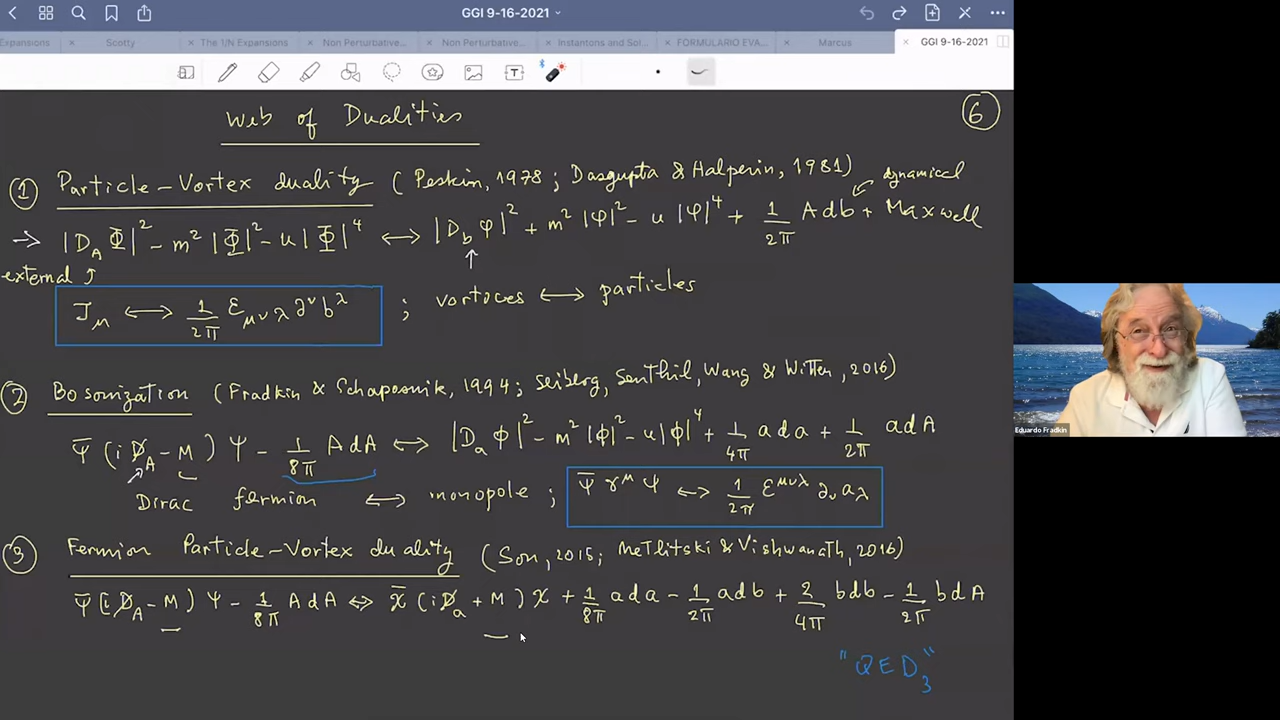 GGI 9-16-2021
Expansions
Scotty
The 1/N Expansions
Non Perturbative...
Non Perturbative...
Instantons and Sol...
FORMULARIO EVA...
Marcus
GGI 9-16-2021
Web of Dualities
⑥
① Particle-Vortex duality (Peskin, 1978; Dasgupta & Halperin, 1981)
dynamical
→ |D_A Φ|² - m² |Φ|² - u |Φ|⁴ ⟷ |D_b φ|² + m² |φ|² - u |φ|⁴ + 1/2π Adb + Maxwell
external
J_μ ⟷ 1/2π ε_μνλ ∂^ν b^λ ; vortices ⟷ particles
② Bosonization (Fradkin & Schaposnik, 1994; Seiberg, Senthil, Wang & Witten, 2016)
Ψ̄ (i D̸_A - M) Ψ - 1/8π AdA ⟷ |D_a ϕ|² - m² |ϕ|² - u|ϕ|⁴ + 1/4π ada + 1/2π adA
Dirac fermion ⟷ monopole ; Ψ̄ γ^μ Ψ ⟷ 1/2π ε^μνλ ∂_ν a_λ
③ Fermion Particle-Vortex duality (Son, 2015; Metlitski & Vishwanath, 2016)
Ψ̄ (i D̸_A - M) Ψ - 1/8π AdA ⟷ χ̄ (i D̸_a + M) χ + 1/8π ada - 1/2π adb + 2/4π bdb - 1/2π bdA
"QED₃"
Eduardo Fradkin